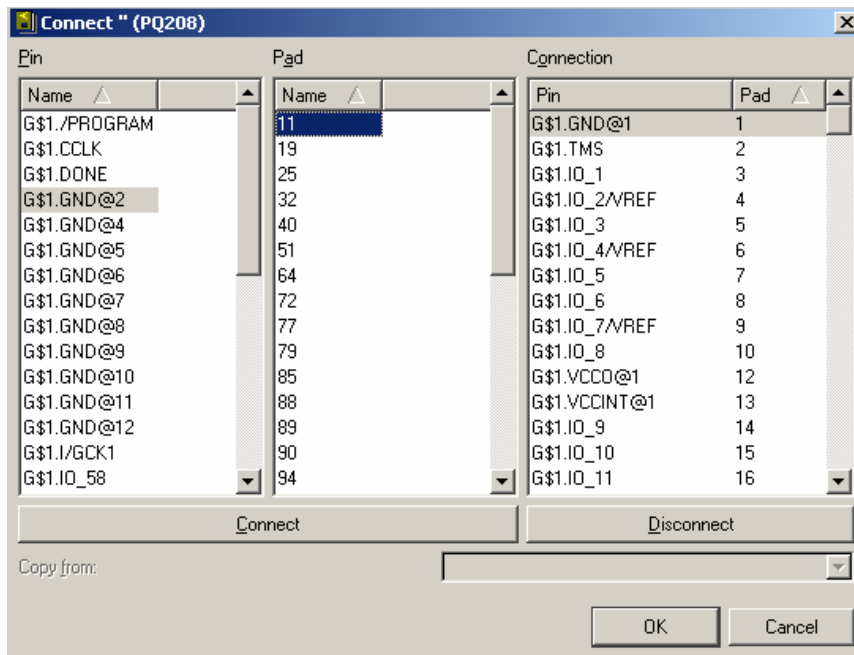 Connect '' (PQ208)
Pin
Pad
Connection
Name
G$1./PROGRAM
G$1.CCLK
G$1.DONE
G$1.GND@2
G$1.GND@4
G$1.GND@5
G$1.GND@6
G$1.GND@7
G$1.GND@8
G$1.GND@9
G$1.GND@10
G$1.GND@11
G$1.GND@12
G$1.I/GCK1
G$1.IO_58
Name
11
19
25
32
40
51
64
72
77
79
85
88
89
90
94
Pin Pad
G$1.GND@1 1
G$1.TMS 2
G$1.IO_1 3
G$1.IO_2/VREF 4
G$1.IO_3 5
G$1.IO_4/VREF 6
G$1.IO_5 7
G$1.IO_6 8
G$1.IO_7/VREF 9
G$1.IO_8 10
G$1.VCCO@1 12
G$1.VCCINT@1 13
G$1.IO_9 14
G$1.IO_10 15
G$1.IO_11 16
Connect
Disconnect
Copy from:
OK
Cancel